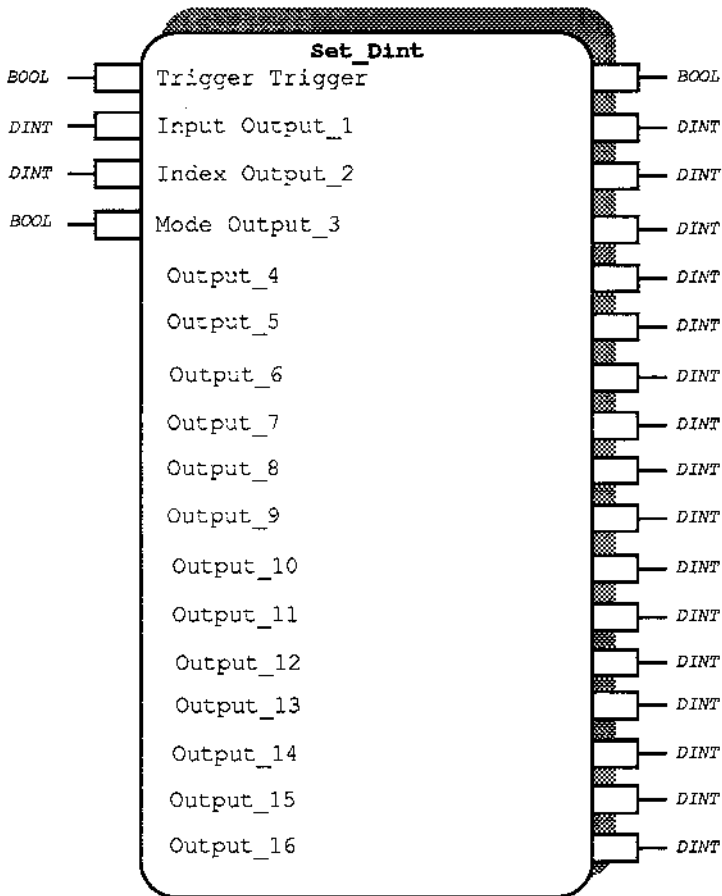 Set_Dint
BOOL Trigger Trigger BOOL
DINT Input Output_1 DINT
DINT Index Output_2 DINT
BOOL Mode Output_3 DINT
Output_4 DINT
Output_5 DINT
Output_6 DINT
Output_7 DINT
Output_8 DINT
Output_9 DINT
Output_10 DINT
Output_11 DINT
Output_12 DINT
Output_13 DINT
Output_14 DINT
Output_15 DINT
Output_16 DINT